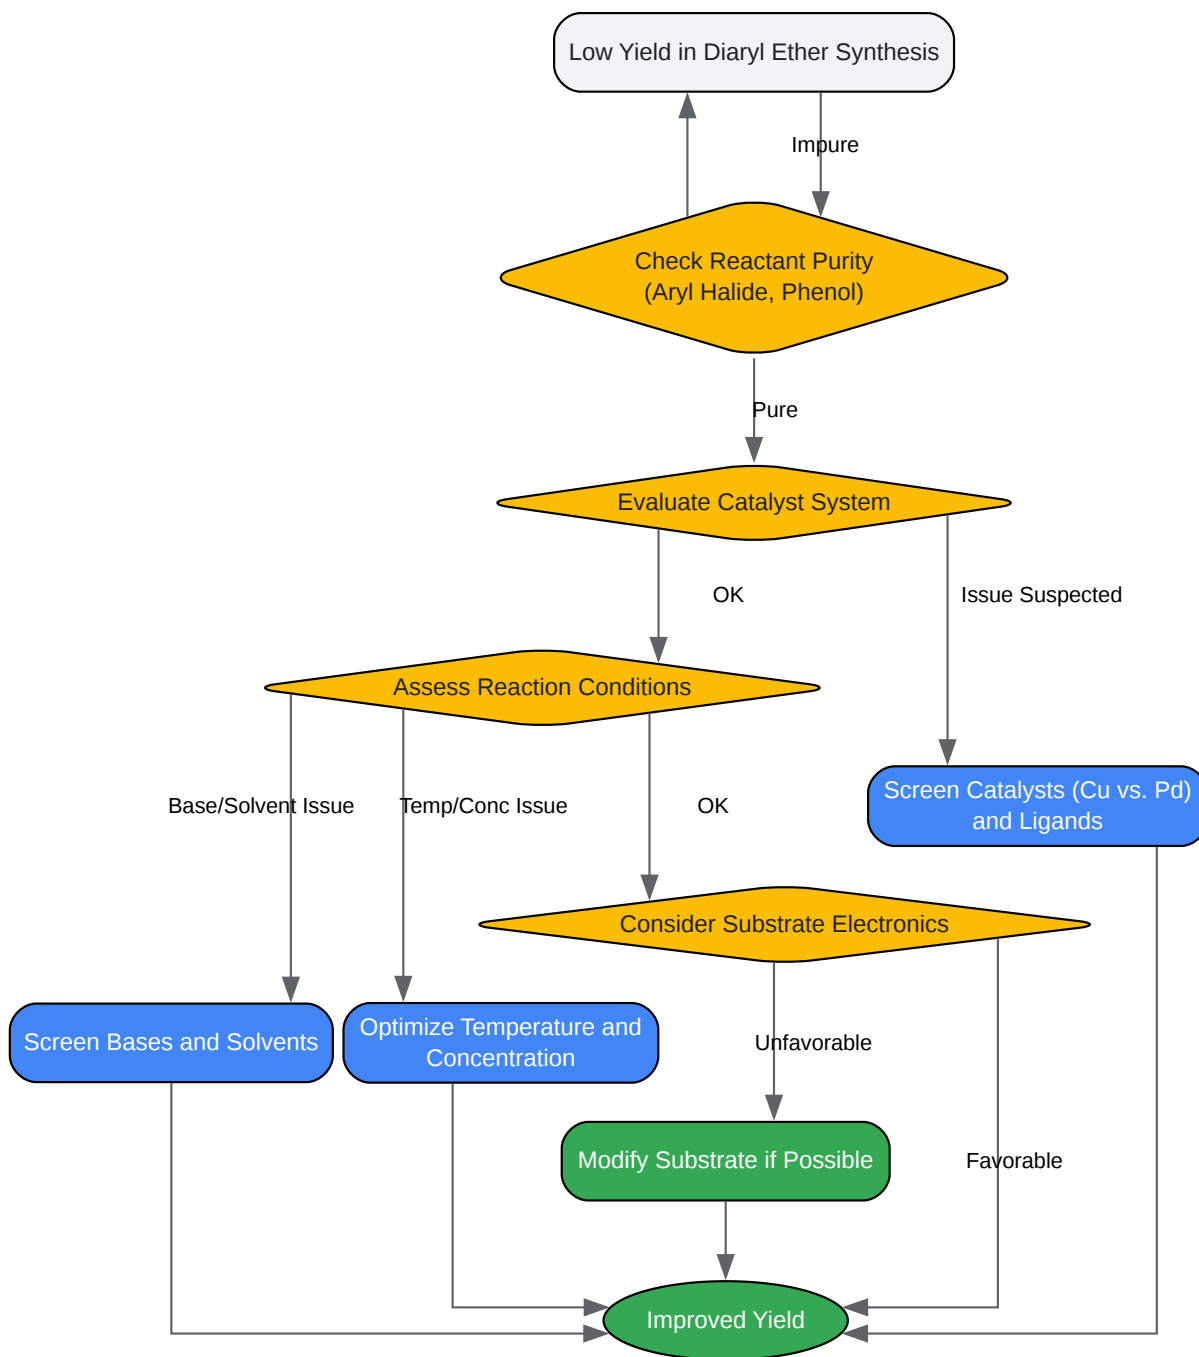 Low Yield in Diaryl Ether Synthesis
Impure
Check Reactant Purity
(Aryl Halide, Phenol)
Pure
Evaluate Catalyst System
OK
Issue Suspected
Assess Reaction Conditions
Base/Solvent Issue
Temp/Conc Issue
OK
Screen Catalysts (Cu vs. Pd)
and Ligands
Consider Substrate Electronics
Screen Bases and Solvents
Optimize Temperature and
Concentration
Unfavorable
Modify Substrate if Possible
Favorable
Improved Yield